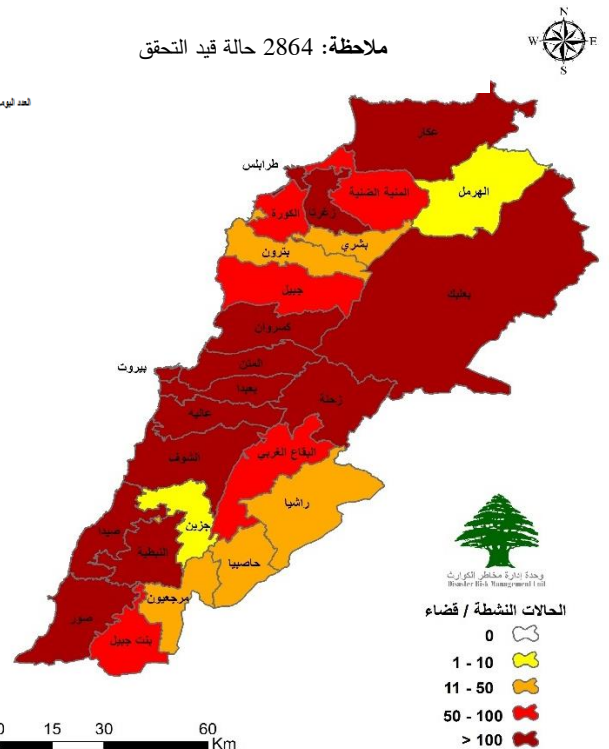 N
W E
S
ملاحظة: 2864 حالة قيد التحقق
العدد اليوم
عكار
طرابلس
المنية الضنية
الهرمل
زغرتا
الكورة
بشري
بترون
بعلبك
جبيل
كسروان
المتن
بيروت
بعبدا
زحلة
عاليه
الشوف
البقاع الغربي
راشيا
جزين
صيدا
النبطية
حاصبيا
مرجعيون
صور
بنت جبيل
وحدة إدارة مخاطر الكوارث
Disaster Risk Management Unit
الحالات النشطة / قضاء
0
1 - 10
11 - 50
50 - 100
> 100
0 15 30 60
Km